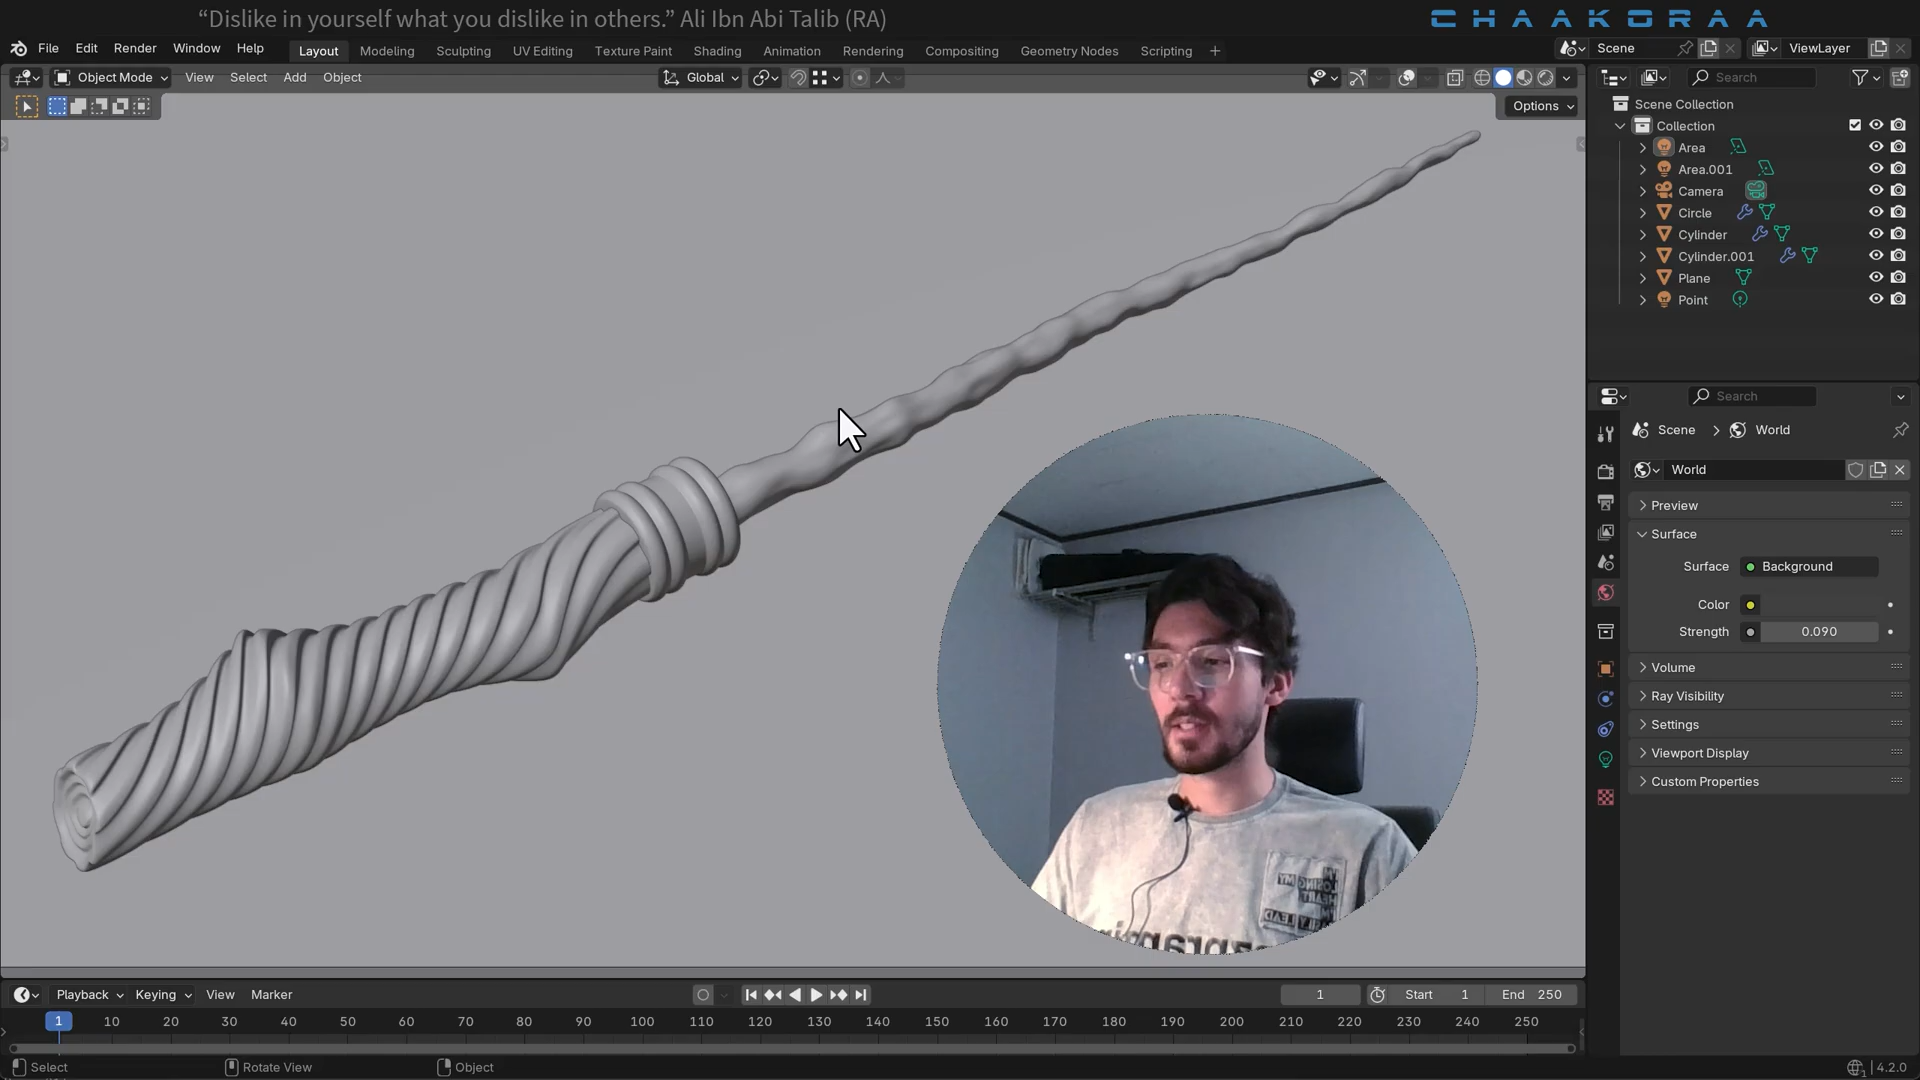 “Dislike in yourself what you dislike in others.” Ali Ibn Abi Talib (RA)
CHAAKORAA
File Edit Render Window Help Layout Modeling Sculpting UV Editing Texture Paint Shading Animation Rendering Compositing Geometry Nodes Scripting + Scene ViewLayer
Object Mode View Select Add Object Global Search
Options
Scene Collection
Collection
Area
Area.001
Camera
Circle
Cylinder
Cylinder.001
Plane
Point
Search
Scene > World
World
Preview
Surface
Surface Background
Color
Strength 0.090
Volume
Ray Visibility
Settings
Viewport Display
Custom Properties
Playback Keying View Marker 1 Start 1 End 250
1 10 20 30 40 50 60 70 80 90 100 110 120 130 140 150 160 170 180 190 200 210 220 230 240 250
Select Rotate View Object 4.2.0